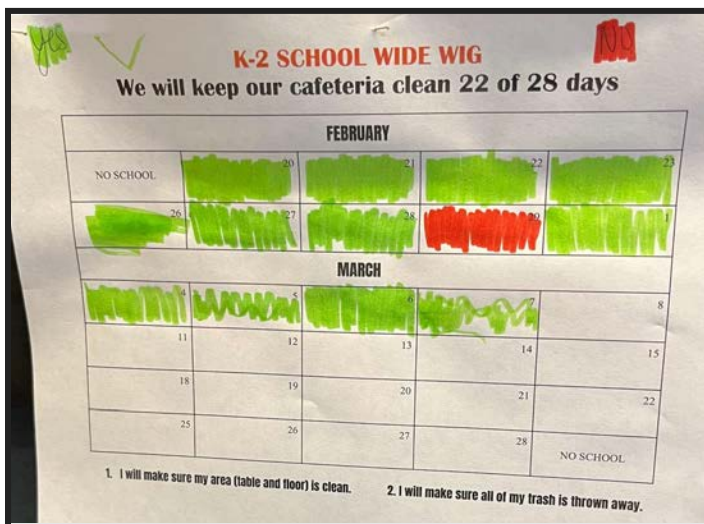 yes
No
K-2 SCHOOL WIDE WIG
We will keep our cafeteria clean 22 of 28 days
FEBRUARY
NO SCHOOL 20 21 22 23
26 27 28 29 1
MARCH
4 5 6 7 8
11 12 13 14 15
18 19 20 21 22
25 26 27 28 NO SCHOOL
1. I will make sure my area (table and floor) is clean. 2. I will make sure all of my trash is thrown away.